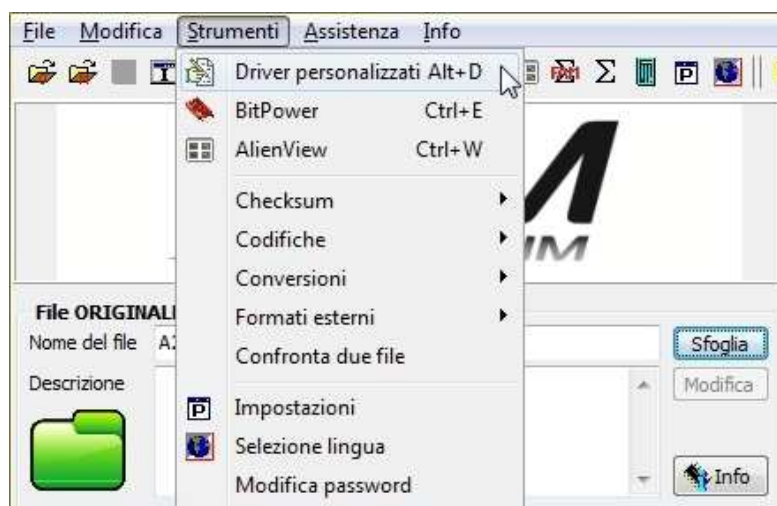 File Modifica Strumenti Assistenza Info
Driver personalizzati Alt+D
BitPower Ctrl+E
AlienView Ctrl+W
Checksum
Codifiche
Conversioni
Formati esterni
Confronta due file
Impostazioni
Selezione lingua
Modifica password
File ORIGINAL
Nome del file
Sfoglia
Descrizione
Modifica
Info